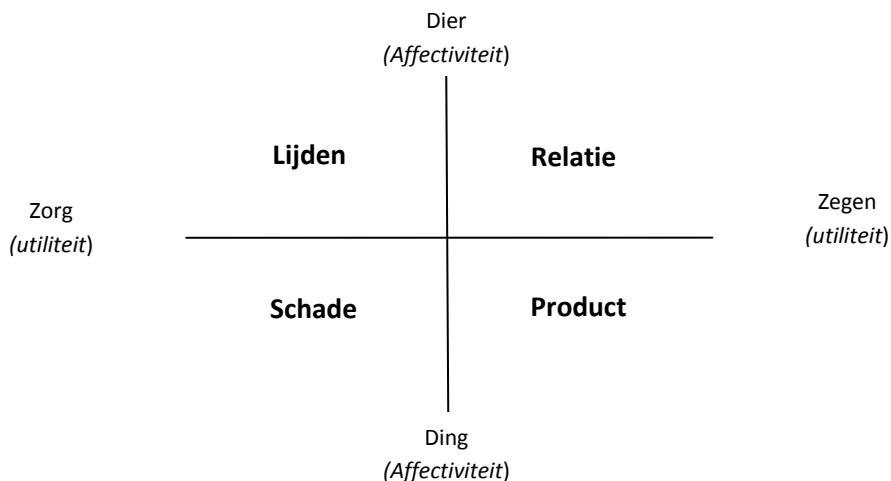 Dier
(Affectiviteit)
Lijden
Relatie
Zorg
(utiliteit)
Zegen
(utiliteit)
Schade
Product
Ding
(Affectiviteit)